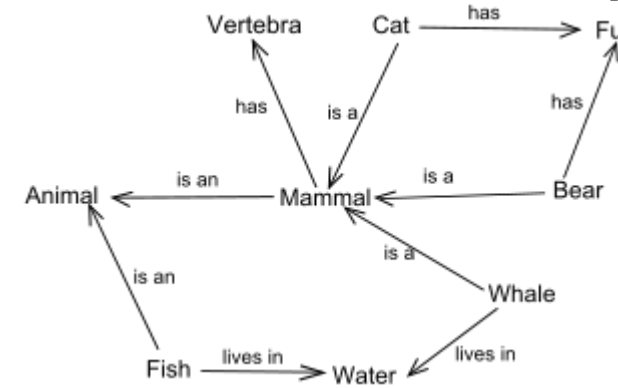 has
Vertebra
Cat
Fu
has
is a
has
is an
is a
Animal
Mammal
Bear
is a
is an
Whale
lives in
lives in
Fish
Water